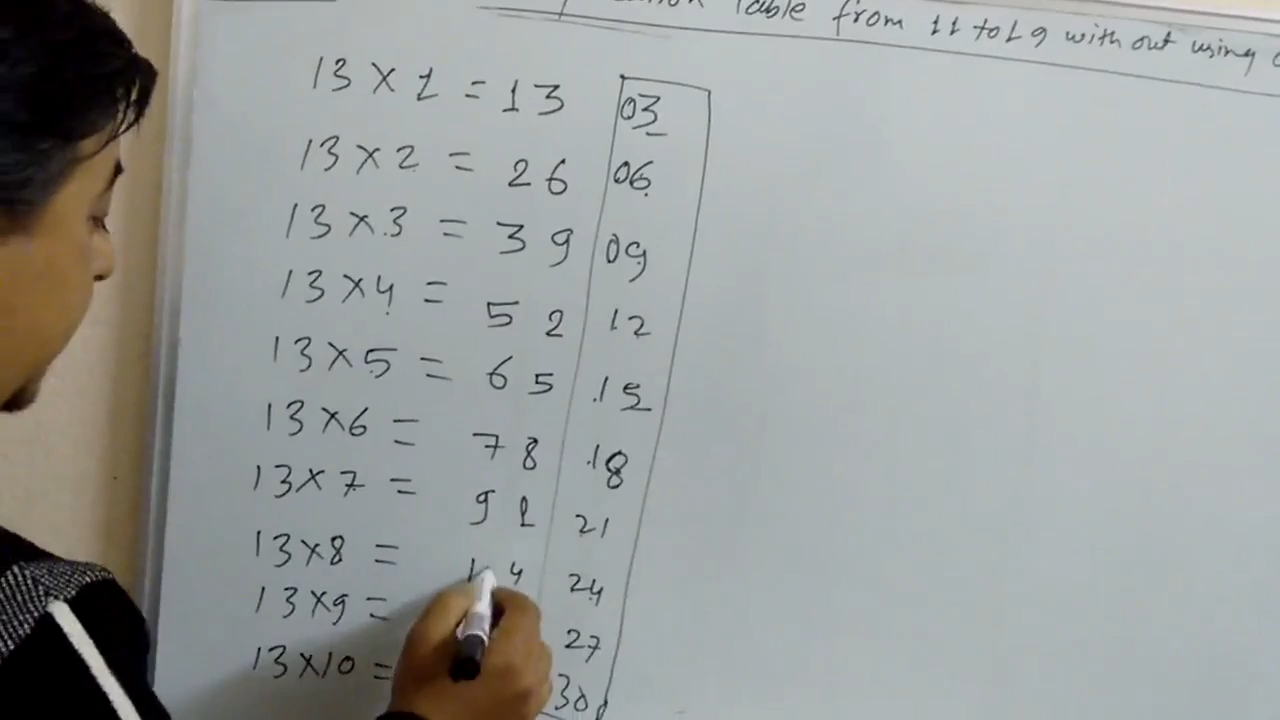 Table from 11 to 19 with out using
13 × 1 = 13 03
13 × 2 = 26 06
13 × 3 = 39 09
13 × 4 = 52 12
13 × 5 = 65 15
13 × 6 = 78 18
13 × 7 = 91 21
13 × 8 = 1 4 24
13 × 9 = 27
13 × 10 = 30